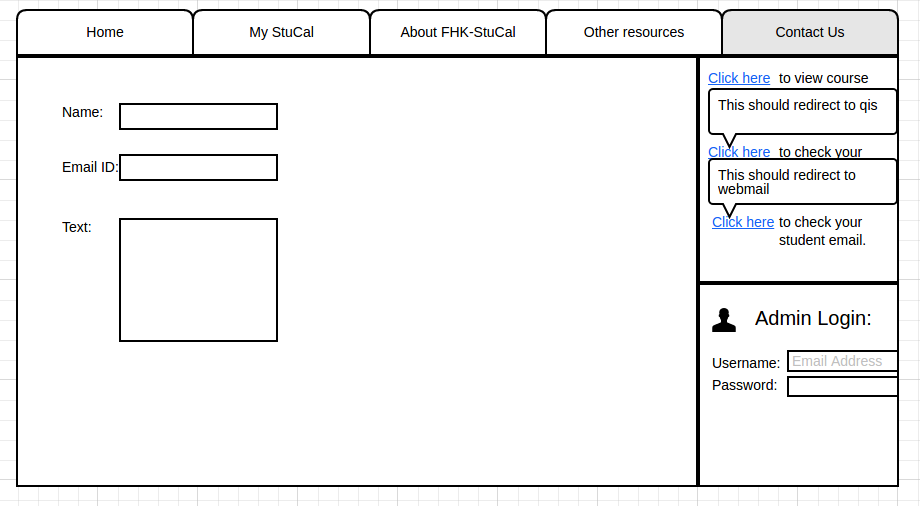 Home
My StuCal
About FHK-StuCal
Other resources
Contact Us
Name:
Email ID:
Text:
Click here to view course
This should redirect to qis
Click here to check your
This should redirect to
webmail
Click here to check your
student email.
Admin Login:
Username: Email Address
Password: